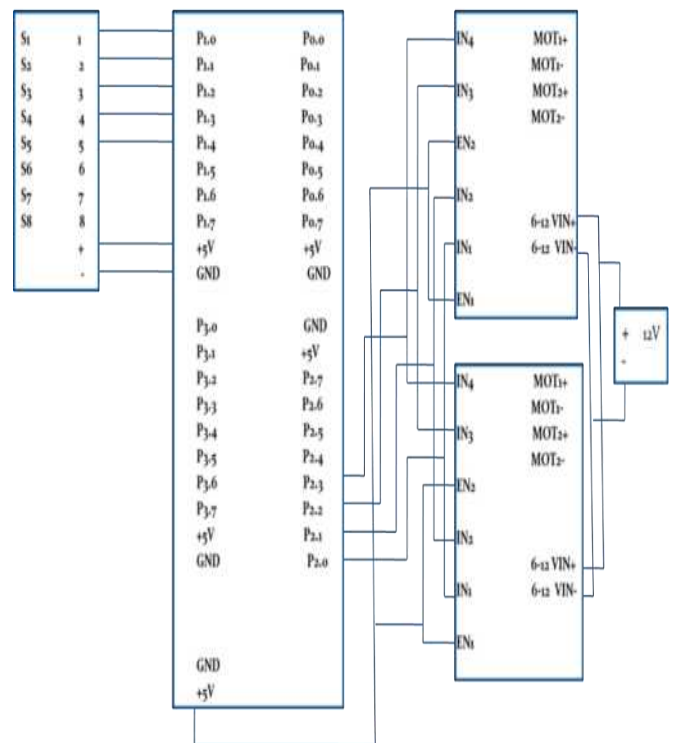 S1 1
S2 2
S3 3
S4 4
S5 5
S6 6
S7 7
S8 8
+
-
P1.0 P0.0
P1.1 P0.1
P1.2 P0.2
P1.3 P0.3
P1.4 P0.4
P1.5 P0.5
P1.6 P0.6
P1.7 P0.7
+5V +5V
GND GND
P3.0 GND
P3.1 +5V
P3.2 P2.7
P3.3 P2.6
P3.4 P2.5
P3.5 P2.4
P3.6 P2.3
P3.7 P2.2
+5V P2.1
GND P2.0
GND
+5V
IN4 MOT1+
MOT1-
IN3 MOT2+
MOT2-
EN2
IN2
6-12 VIN+
IN1 6-12 VIN-
EN1
+ 12V
-
IN4 MOT1+
MOT1-
IN3 MOT2+
MOT2-
EN2
IN2
6-12 VIN+
IN1 6-12 VIN-
EN1